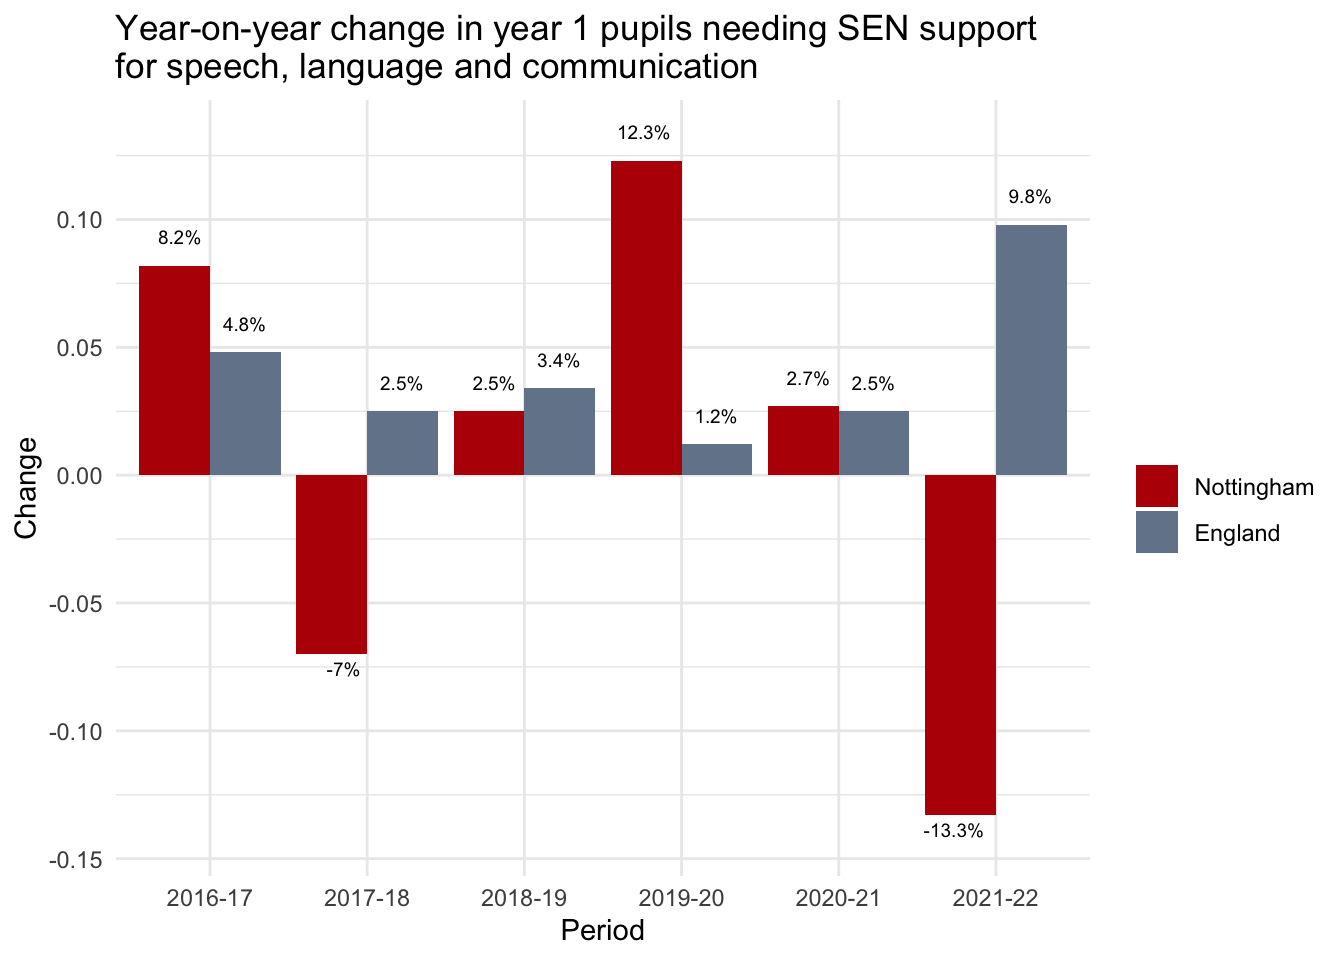 Year-on-year change in year 1 pupils needing SEN support
for speech, language and communication
12.3%
9.8%
0.10
8.2%
4.8%
0.05
3.4%
2.5%
2.5%
2.7%
2.5%
1.2%
Change
0.00
Nottingham
England
-0.05
-7%
-0.10
-13.3%
-0.15
2016-17 2017-18 2018-19 2019-20 2020-21 2021-22
Period